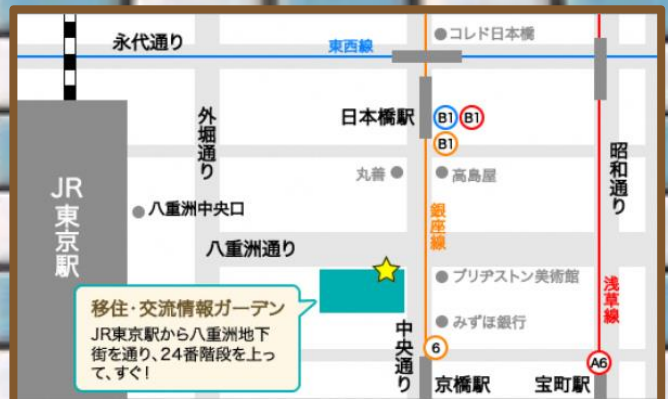 永代通り
東西線
コレド日本橋
外堀通り
日本橋駅
B1
B1
B1
昭和通り
丸善
高島屋
JR東京駅
八重洲中央口
銀座線
八重洲通り
ブリヂストン美術館
浅草線
移住・交流情報ガーデン
JR東京駅から八重洲地下
街を通り、24番階段を上っ
て、すぐ!
中央通り
みずほ銀行
6
A6
京橋駅
宝町駅